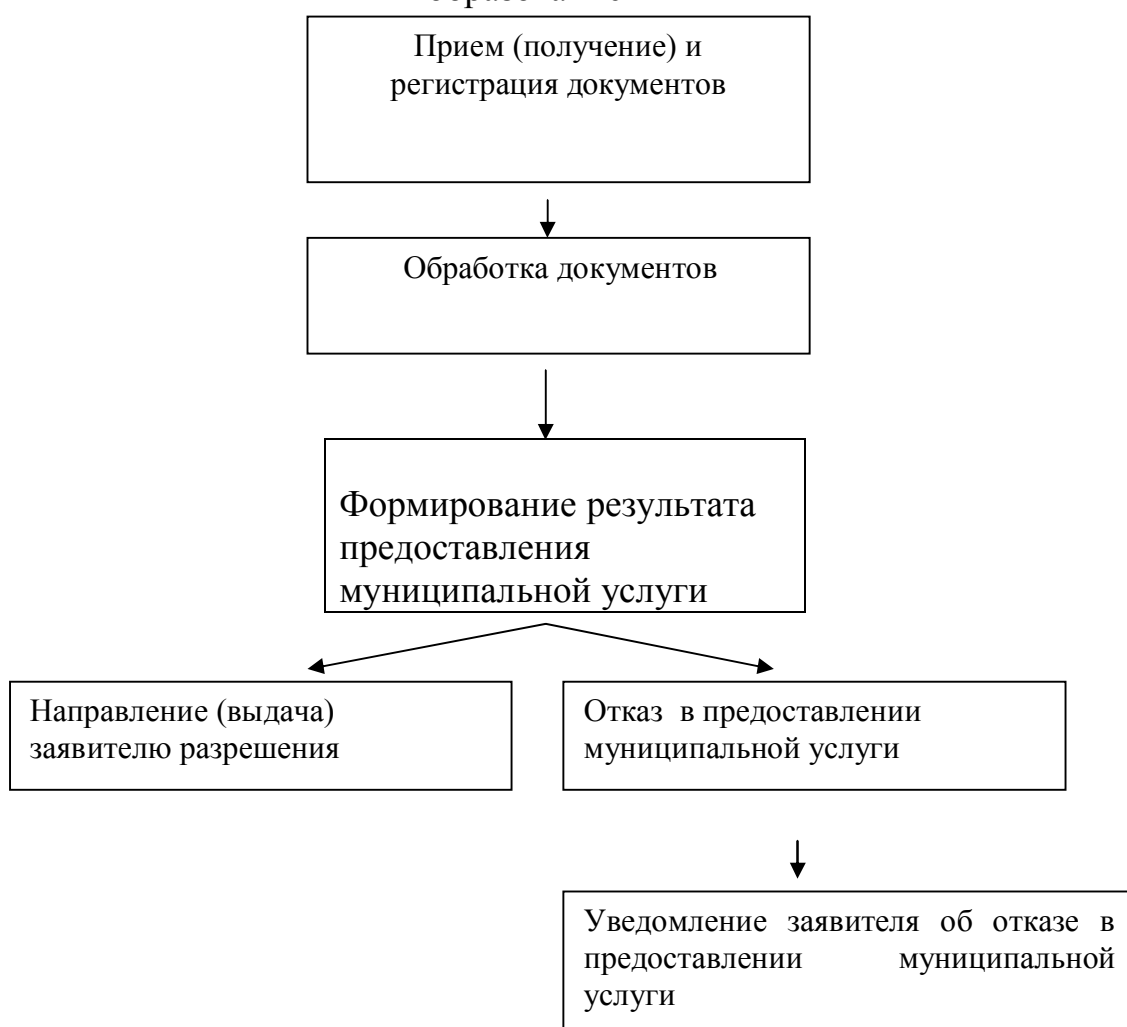 Прием (получение) и
регистрация документов
Обработка документов
Формирование результата
предоставления
муниципальной услуги
Направление (выдача)
заявителю разрешения
Отказ в предоставлении
муниципальной услуги
Уведомление заявителя об отказе в
предоставлении муниципальной
услуги